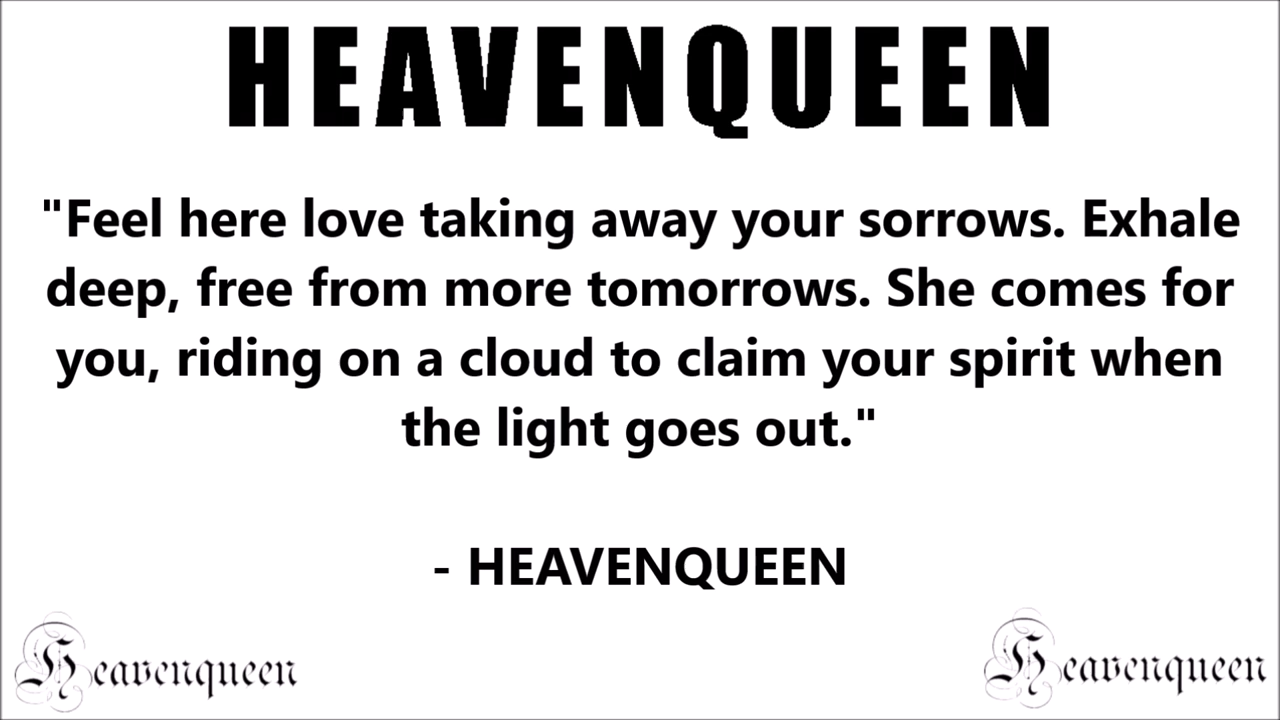 HEAVENQUEEN
"Feel here love taking away your sorrows. Exhale
deep, free from more tomorrows. She comes for
you, riding on a cloud to claim your spirit when
the light goes out."
- HEAVENQUEEN
Heavenqueen
Heavenqueen